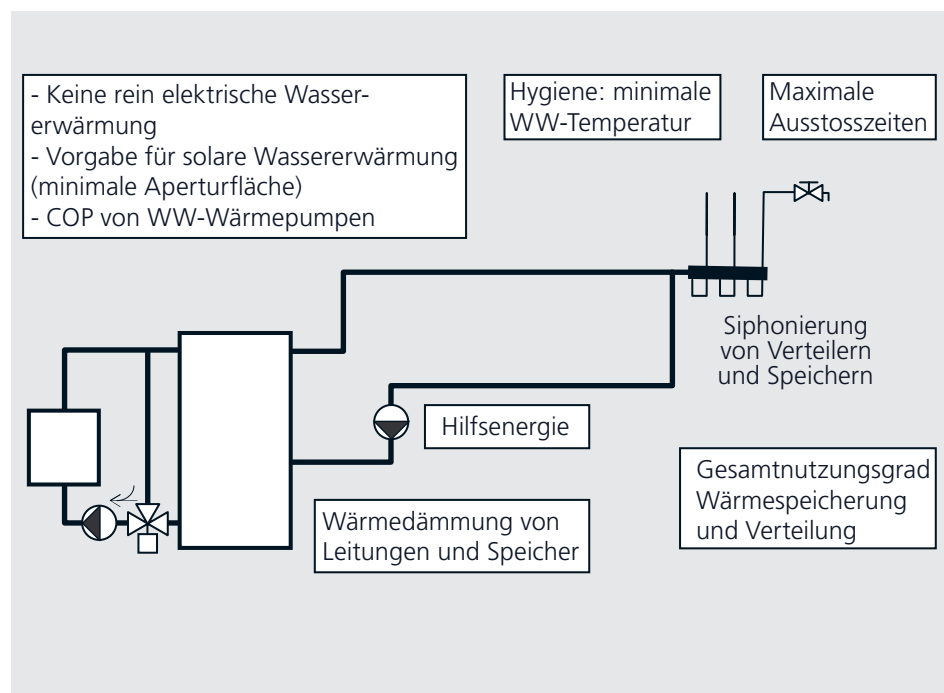 - Keine rein elektrische Wasser-
erwärmung
- Vorgabe für solare Wassererwärmung
(minimale Aperturfläche)
- COP von WW-Wärmepumpen
Hygiene: minimale
WW-Temperatur
Maximale
Ausstosszeiten
Siphonierung
von Verteilern
und Speichern
Hilfsenergie
Gesamtnutzungsgrad
Wärmespeicherung
und Verteilung
Wärmedämmung von
Leitungen und Speicher